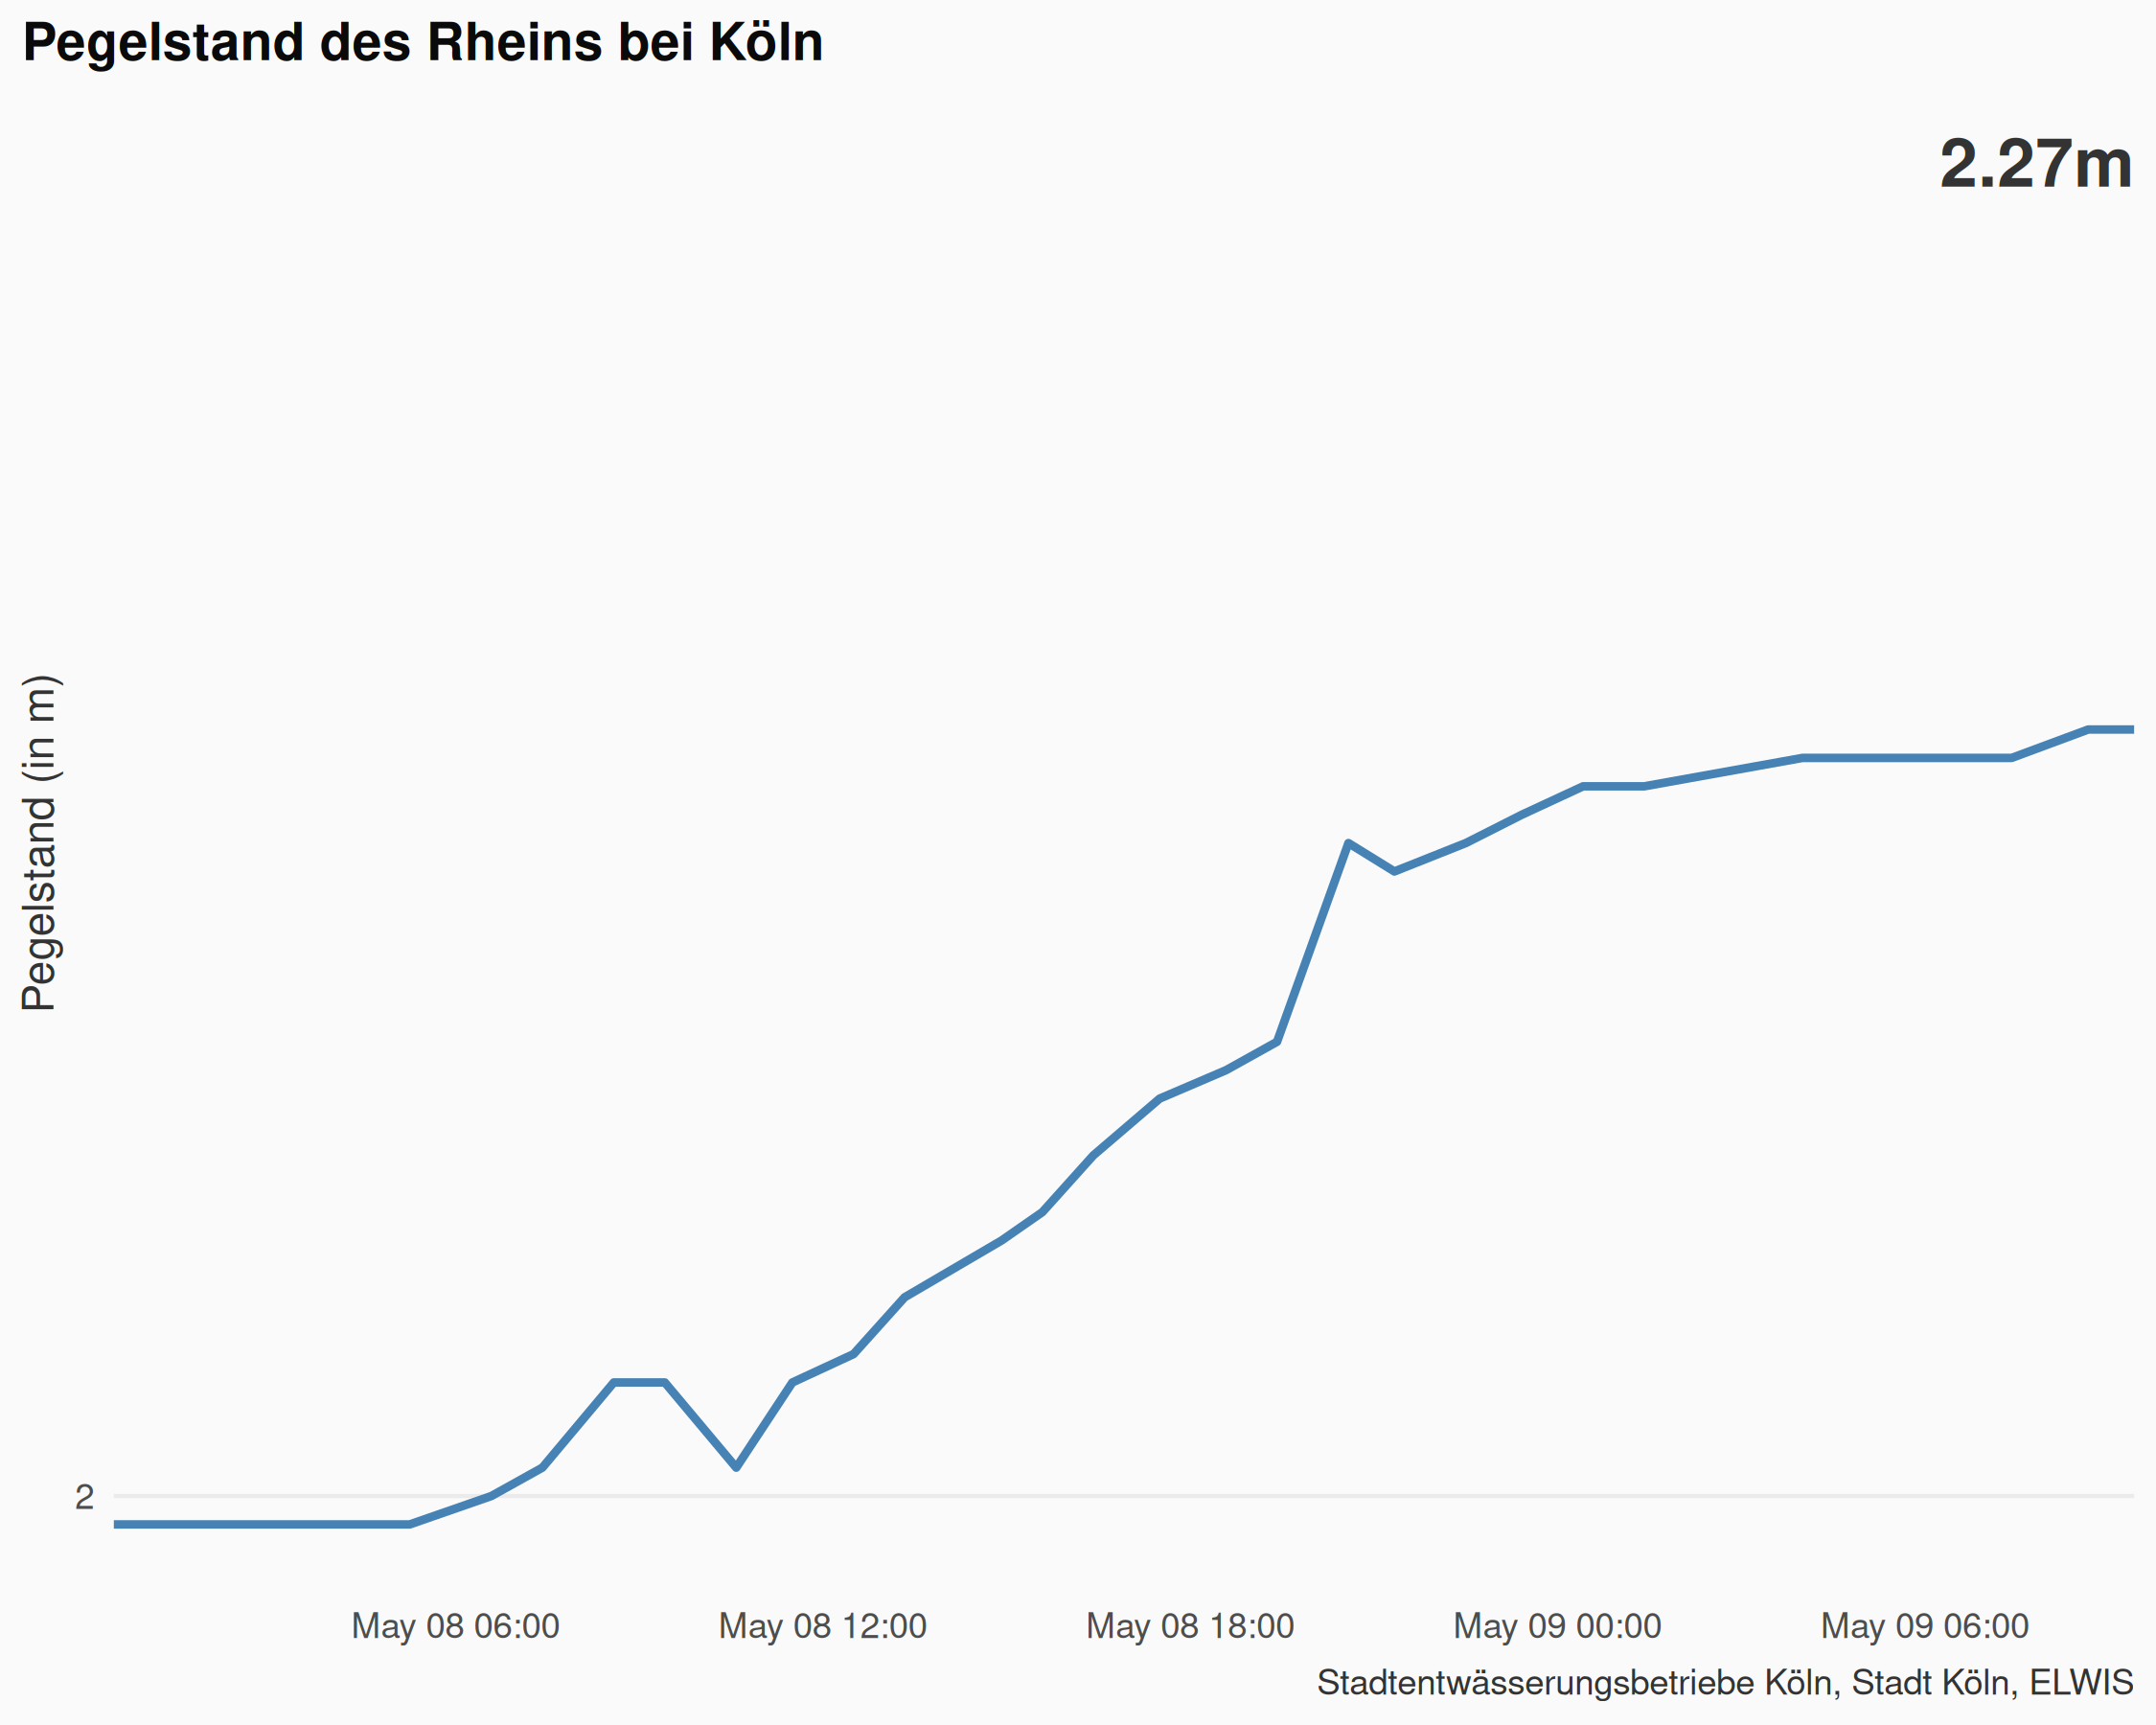 Pegelstand des Rheins bei Köln
2.27m
Pegelstand (in m)
2
May 08 06:00
May 08 12:00
May 08 18:00
May 09 00:00
May 09 06:00
Stadtentwässerungsbetriebe Köln, Stadt Köln, ELWIS